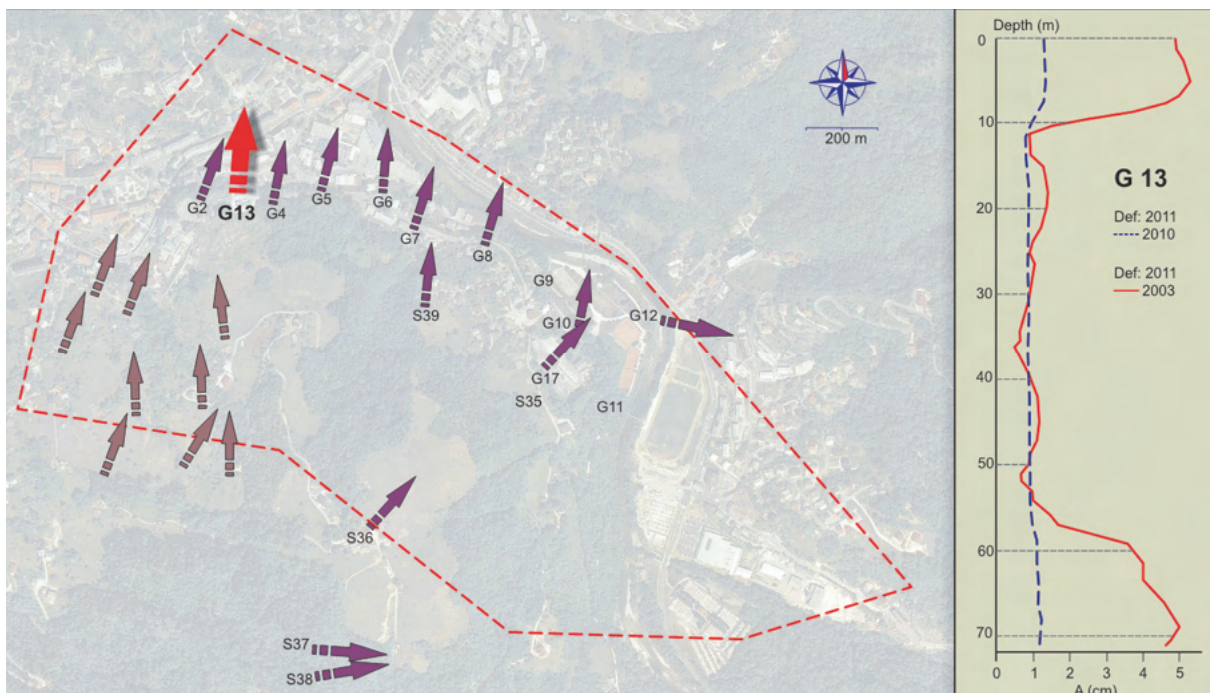 200 m
G2
G13
G4
G5
G6
G7
G8
G9
S39
G10
G12
G17
S35
G11
S36
S37
S38
Depth (m)
0
10
20
30
40
50
60
70
G 13
Def: 2011
2010
Def: 2011
2003
0 1 2 3 4 5
A (cm)